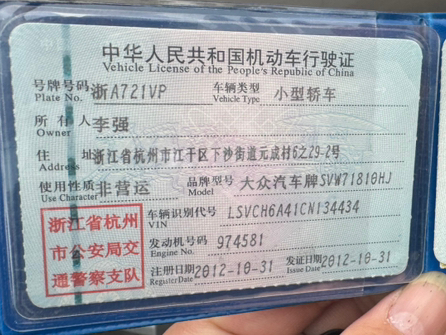 中华人民共和国机动车行驶证
Vehicle License of the People's Republic of China
号牌号码 浙A721VP 车辆类型 小型轿车
Plate No. Vehicle Type
所有人 李强
Owner
住址 浙江省杭州市江干区下沙街道元成村6之29-2号
Address
使用性质 非营运 品牌型号 大众汽车牌SVW71810HJ
Use Character Model
浙江省杭州
市公安局交
通警察支队
车辆识别代号 LSVCH6A41CN134434
VIN
发动机号码 974581
Engine No.
注册日期 2012-10-31 发证日期 2012-10-31
Register Date Issue Date